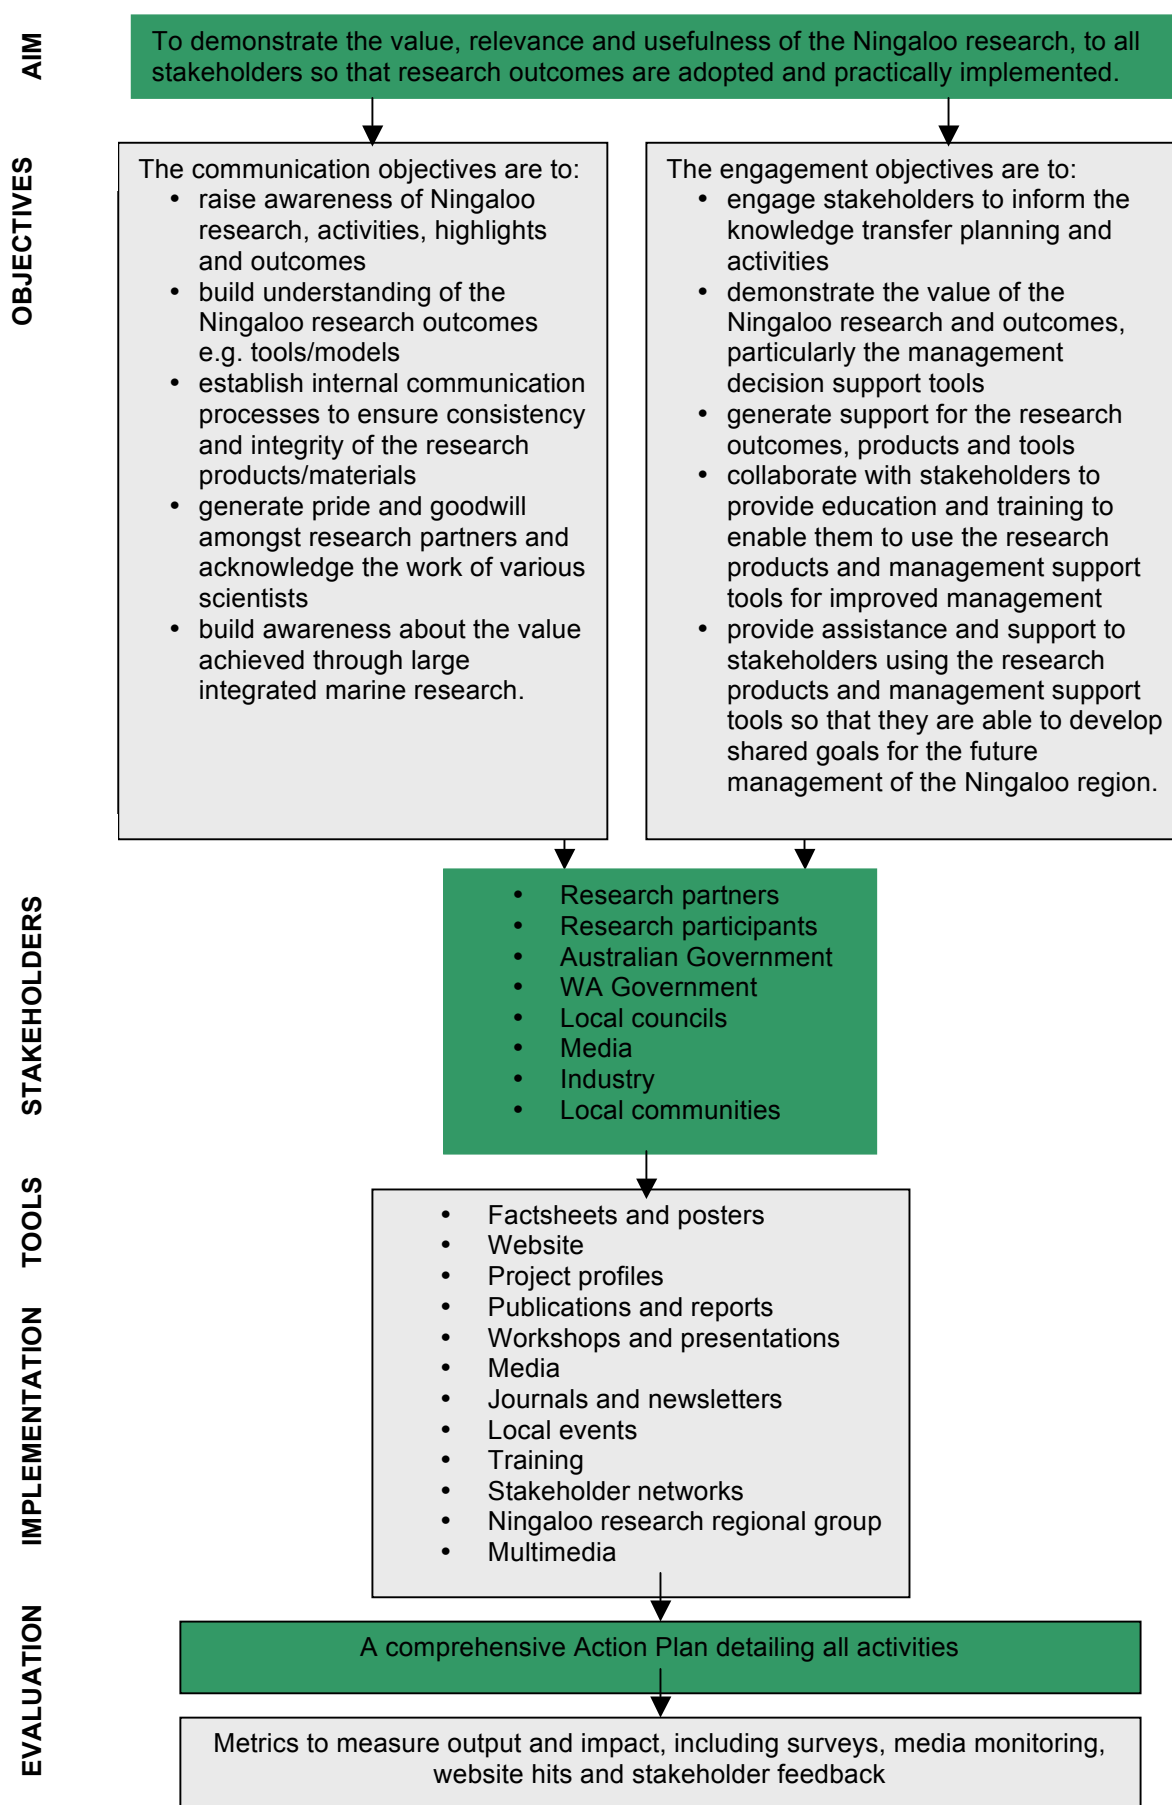 AIM
To demonstrate the value, relevance and usefulness of the Ningaloo research, to all
stakeholders so that research outcomes are adopted and practically implemented.
OBJECTIVES
The communication objectives are to:
• raise awareness of Ningaloo
research, activities, highlights
and outcomes
• build understanding of the
Ningaloo research outcomes
e.g. tools/models
• establish internal communication
processes to ensure consistency
and integrity of the research
products/materials
• generate pride and goodwill
amongst research partners and
acknowledge the work of various
scientists
• build awareness about the value
achieved through large
integrated marine research.
The engagement objectives are to:
• engage stakeholders to inform the
knowledge transfer planning and
activities
• demonstrate the value of the
Ningaloo research and outcomes,
particularly the management
decision support tools
• generate support for the research
outcomes, products and tools
• collaborate with stakeholders to
provide education and training to
enable them to use the research
products and management support
tools for improved management
• provide assistance and support to
stakeholders using the research
products and management support
tools so that they are able to develop
shared goals for the future
management of the Ningaloo region.
STAKEHOLDERS
• Research partners
• Research participants
• Australian Government
• WA Government
• Local councils
• Media
• Industry
• Local communities
TOOLS
• Factsheets and posters
• Website
• Project profiles
• Publications and reports
• Workshops and presentations
• Media
• Journals and newsletters
• Local events
• Training
• Stakeholder networks
• Ningaloo research regional group
• Multimedia
IMPLEMENTATION
A comprehensive Action Plan detailing all activities
EVALUATION
Metrics to measure output and impact, including surveys, media monitoring,
website hits and stakeholder feedback